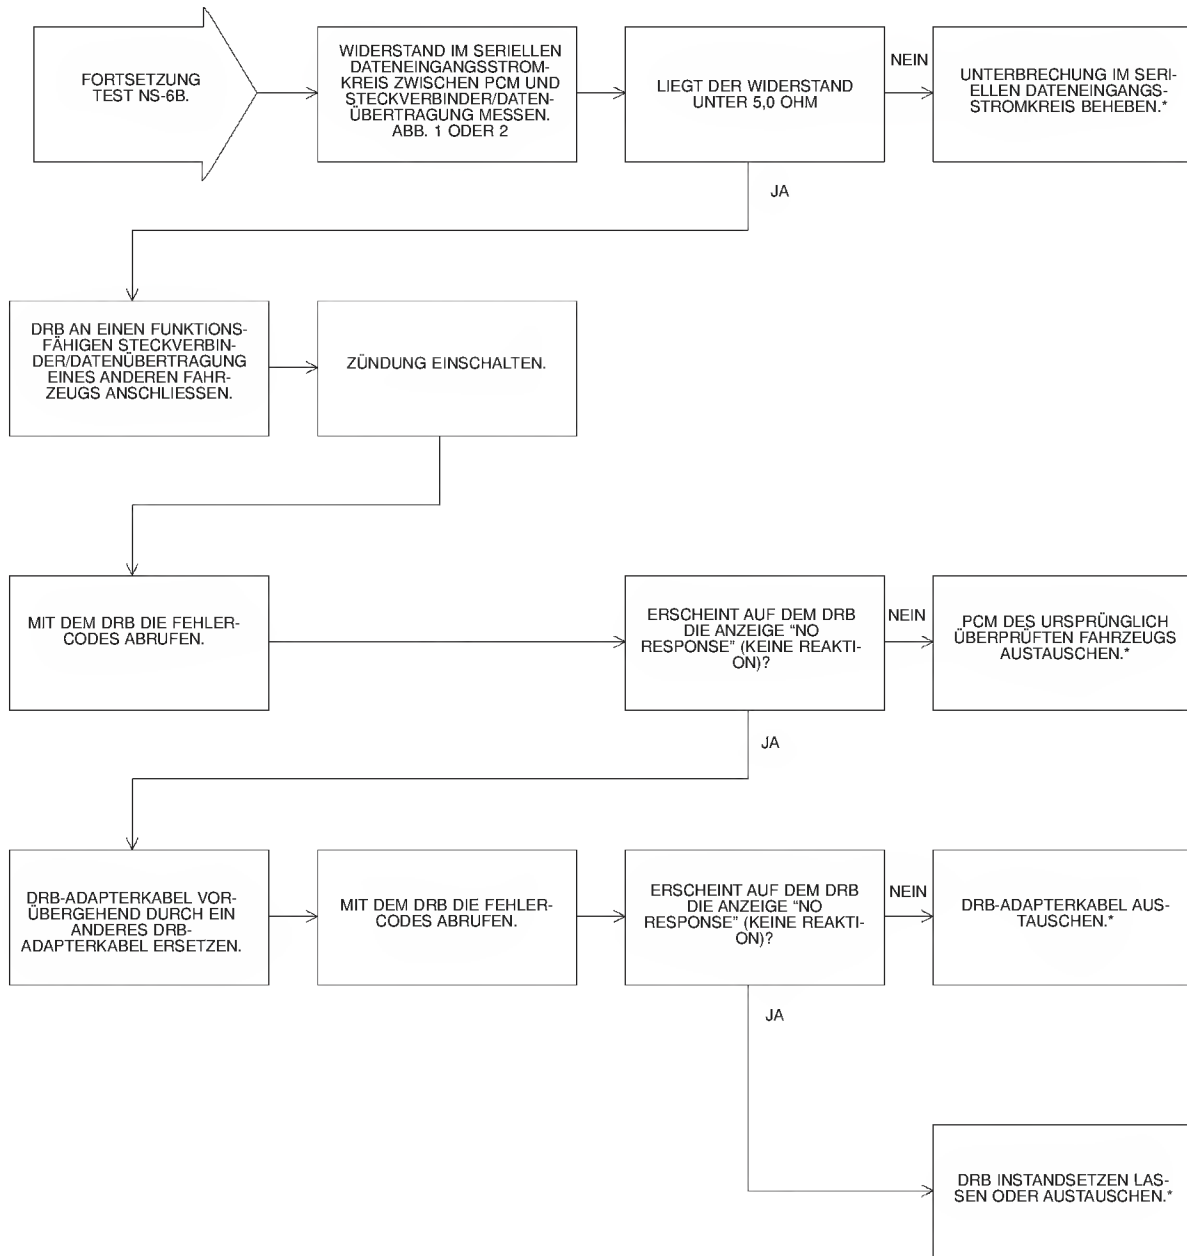 FORTSETZUNG
TEST NS-6B.
WIDERSTAND IM SERIELLEN
DATENEINGANGSSTROM-
KREIS ZWISCHEN PCM UND
STECKVERBINDER/DATEN-
ÜBERTRAGUNG MESSEN.
ABB. 1 ODER 2
LIEGT DER WIDERSTAND
UNTER 5,0 OHM
NEIN
UNTERBRECHUNG IM SERI-
ELLEN DATENEINGANGS-
STROMKREIS BEHEBEN.*
JA
DRB AN EINEN FUNKTIONS-
FÄHIGEN STECKVERBIN-
DER/DATENÜBERTRAGUNG
EINES ANDEREN FAHR-
ZEUGS ANSCHLIESSEN.
ZÜNDUNG EINSCHALTEN.
MIT DEM DRB DIE FEHLER-
CODES ABRUFEN.
ERSCHEINT AUF DEM DRB
DIE ANZEIGE “NO
RESPONSE” (KEINE REAKTI-
ON)?
NEIN
PCM DES URSPRÜNGLICH
ÜBERPRÜFTEN FAHRZEUGS
AUSTAUSCHEN.*
JA
DRB-ADAPTERKABEL VOR-
ÜBERGEHEND DURCH EIN
ANDERES DRB-
ADAPTERKABEL ERSETZEN.
MIT DEM DRB DIE FEHLER-
CODES ABRUFEN.
ERSCHEINT AUF DEM DRB
DIE ANZEIGE “NO
RESPONSE” (KEINE REAKTI-
ON)?
NEIN
DRB-ADAPTERKABEL AUS-
TAUSCHEN.*
JA
DRB INSTANDSETZEN LAS-
SEN ODER AUSTAUSCHEN.*